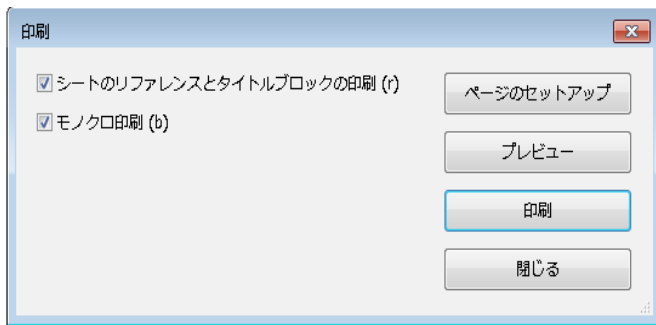 印刷
シートのリファレンスとタイトルブロックの印刷 (r)
モノクロ印刷 (b)
ページのセットアップ
プレビュー
印刷
閉じる